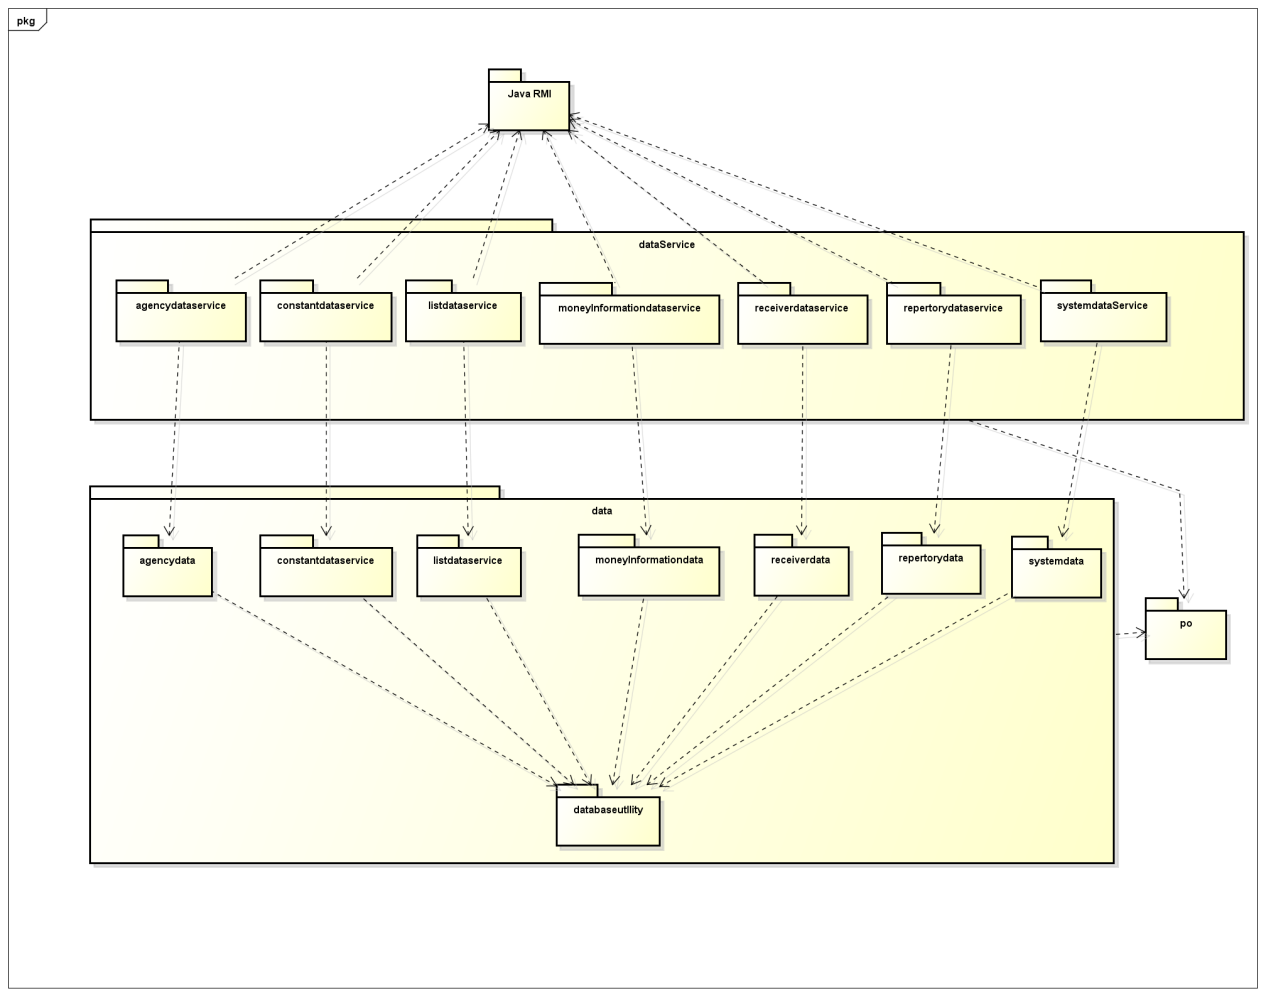 pkg
Java RMI
dataService
agencydataservice
constantdataservice
listdataservice
moneyInformationdataservice
receiverdataservice
repertorydataservice
systemdataService
data
agencydata
constantdataservice
listdataservice
moneyInformationdata
receiverdata
repertorydata
systemdata
po
databaseutility